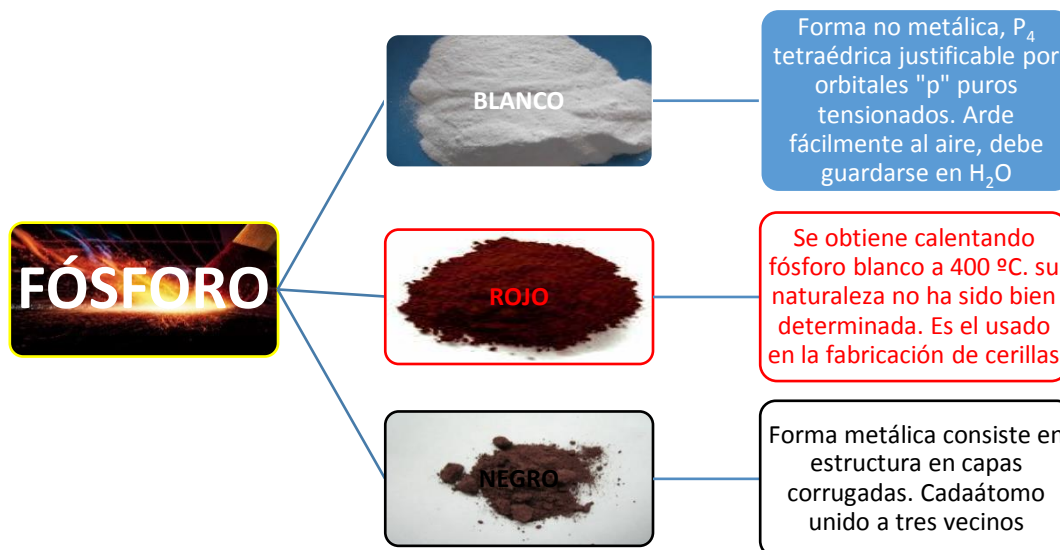 FÓSFORO
BLANCO
Forma no metálica, P₄
tetraédrica justificable por
orbitales "p" puros
tensionados. Arde
fácilmente al aire, debe
guardarse en H₂O
ROJO
Se obtiene calentando
fósforo blanco a 400 ºC. su
naturaleza no ha sido bien
determinada. Es el usado
en la fabricación de cerillas
NEGRO
Forma metálica consiste en
estructura en capas
corrugadas. Cadaátomo
unido a tres vecinos